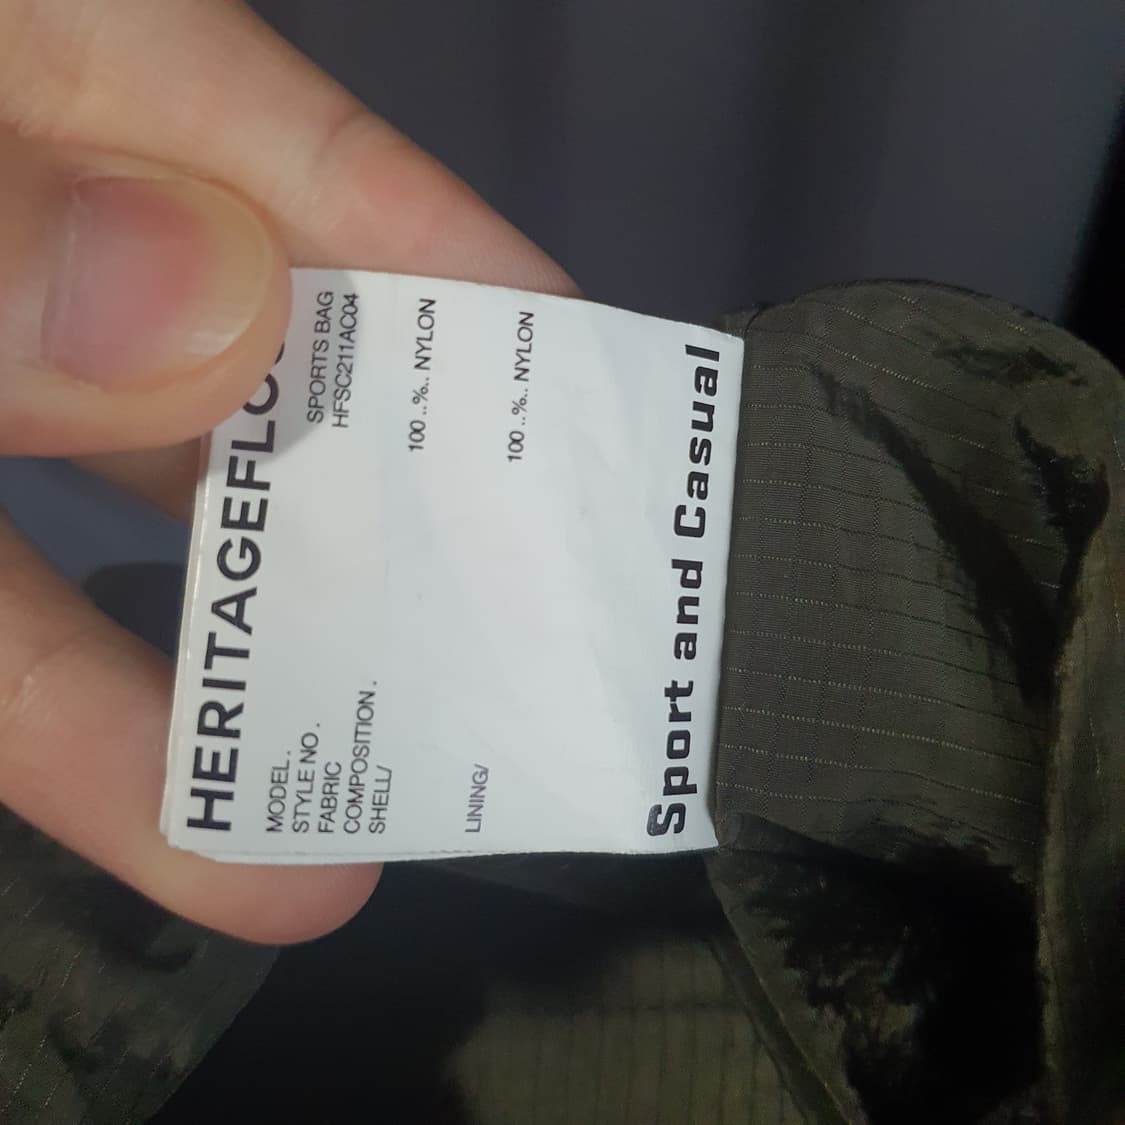 HERITAGEFLO
MODEL. SPORTS BAG
STYLE NO. HFSC211AC04
FABRIC
COMPOSITION.
SHELL/ 100 ..%.. NYLON
LINING/ 100 ..%.. NYLON
Sport and Casual